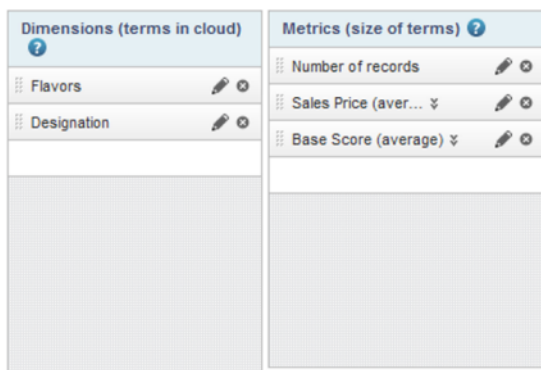 Dimensions (terms in cloud)
?
Flavors
Designation
Metrics (size of terms) ?
Number of records
Sales Price (aver...
Base Score (average)